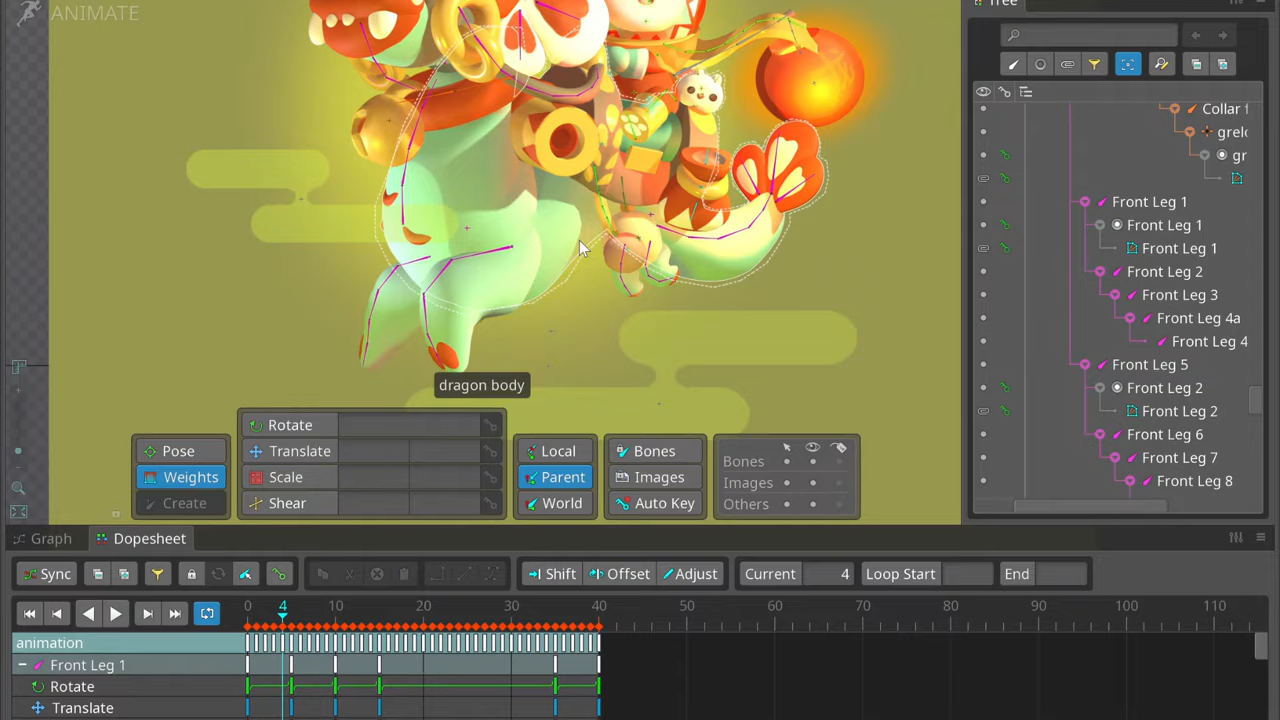 ANIMATE
Tree
Collar f
grelo
gr
Front Leg 1
Front Leg 1
Front Leg 1
Front Leg 2
Front Leg 3
Front Leg 4a
Front Leg 4
Front Leg 5
Front Leg 2
Front Leg 2
Front Leg 6
Front Leg 7
Front Leg 8
dragon body
Pose
Weights
Create
Rotate
Translate
Scale
Shear
Local
Parent
World
Bones
Images
Auto Key
Bones
Images
Others
Graph
Dopesheet
Sync
Shift
Offset
Adjust
Current 4
Loop Start
End
0 4 10 20 30 40 50 60 70 80 90 100 110
animation
Front Leg 1
Rotate
Translate